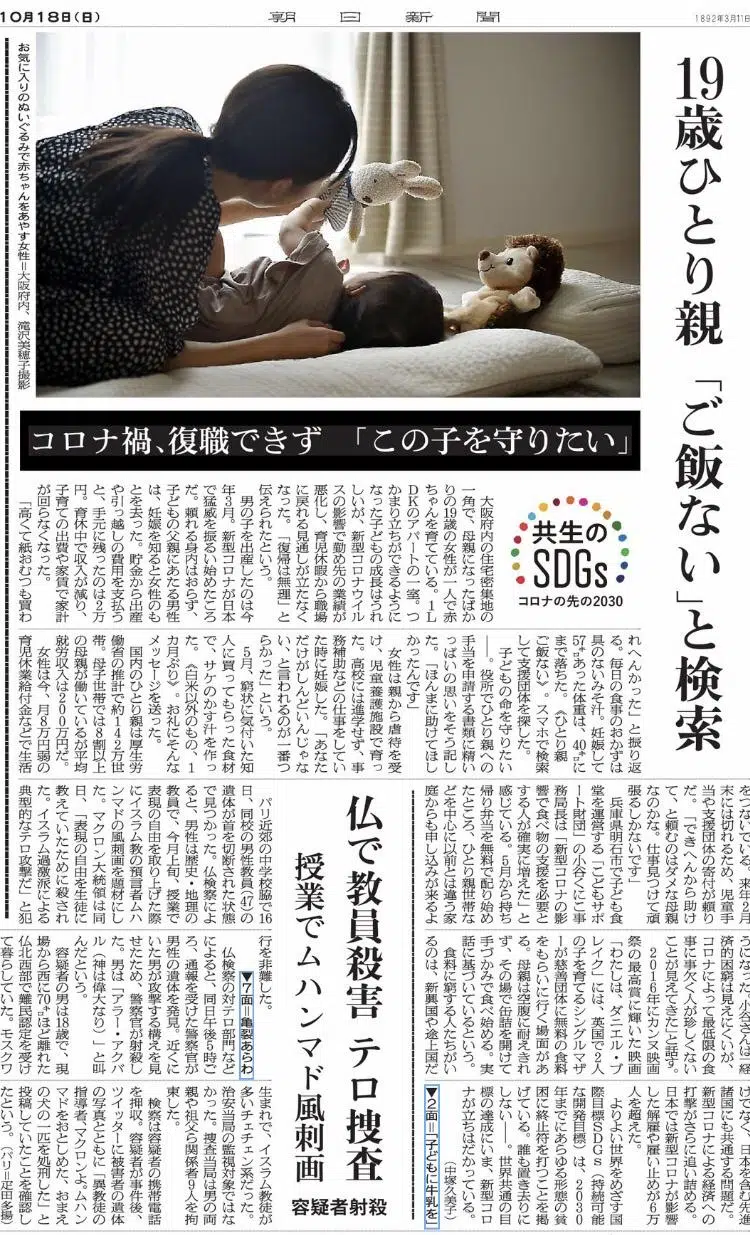 10月18日(日)
朝日新聞
1892年3月11日
19歳ひとり親 「ご飯ない」と検索
お気に入りのぬいぐるみで赤ちゃんをあやす女性＝大阪府内、滝沢美穂子撮影
コロナ禍、復職できず 「この子を守りたい」
共生の
SDGs
コロナの先の2030
大阪府内の住宅密集地の
一角で、母親になったばか
りの19歳の女性が一人で赤
ちゃんを育てている。1L
DKのアパートの一室。つ
かまり立ちができるように
なった子どもの成長はうれ
しいが、新型コロナウイル
スの影響で勤め先の業績が
悪化し、育児休暇から職場
に戻れる見通しが立たなく
なった。「復帰は無理」と
伝えられたという。
男の子を出産したのは今
年3月。新型コロナが日本
で猛威を振るい始めたころ
だ。頼れる身内はおらず、
子どもの父親にあたる男性
は、妊娠を知ると女性のも
とを去った。貯金から出産
や引っ越しの費用を支払う
と、手元に残ったのは2万
円。育休中で収入が減り、
子育ての出費や家賃で家計
が回らなくなった。
「高くて紙おむつも買わ
れへんかった」と振り返
る。毎日の食事のおかずは
具のないみそ汁。妊娠して
57㌔あった体重は、40㌔に
まで落ちた。《ひとり親
ご飯ない》。スマホで検索
して支援団体を探した。
子どもの命を守りたい
――。役所でひとり親への
手当を申請する書類に精い
っぱいの思いをそう記し
た。「ほんまに助けてほし
かったんです」
女性は親から虐待を受
け、児童養護施設で育っ
た。高校には進学せず、事
務補助などの仕事をしてい
た時に妊娠した。「あなた
だけがしんどいんじゃな
い、と言われるのが一番つ
らかった」という。
5月、窮状に気付いた知
人に買ってもらった食材
で、サケのかす汁を作っ
た。《白米以外のもの、1
カ月ぶり》。お礼にそんな
メッセージを送った。
国内のひとり親は厚生労
働省の推計で約142万世
帯。母子世帯では8割以上
の母親が働いているが平均
就労収入は200万円だ。
女性は今、月8万円弱の
育児休業給付金などで生活
をつないでいる。来年2月
末には切れるため、児童手
当や支援団体の寄付が頼り
だ。「できへんから助け
て、と頼むのはダメな母親
なのかな。仕事見つけて頑
張るしかないです」
兵庫県明石市で子ども食
堂を運営する「こどもサポ
ート財団」の小谷くにこ事
務局長は「新型コロナの影
響で食べ物の支援を必要と
する人が確実に増えた」と
感じている。5月から持ち
帰り弁当を無料で配り始め
たところ、ひとり親世帯な
どを中心に以前とは違う家
庭からも申し込みが来るよ
うになった。小谷さんは「経
済的困窮は見えにくいが、
コロナによって最低限の食
事に事欠く人が珍しくない
ことが見えてきた」と話す。
2016年にカンヌ映画
祭の最高賞に輝いた映画
「わたしは、ダニエル・ブ
レイク」には、英国で2人
の子を育てるシングルマザ
ーが慈善団体に無料の食料
をもらいに行く場面があ
る。母親は空腹に耐えきれ
ず、その場で缶詰を開けて
手づかみで食べ始める。実
話に基づいているという。
食料に窮する人たちがい
るのは、新興国や途上国だ
けでなく、日本を含む先進
諸国にも共通する問題だ。
新型コロナによる経済への
打撃がさらに追い詰める。
日本では新型コロナが影響
した解雇や雇い止めが6万
人を超えた。
よりよい世界をめざす国
際目標SDGs（持続可能
な開発目標）は、2030
年までにあらゆる形態の貧
困に終止符を打つことを掲
げている。誰も置き去りに
しない――。世界共通の目
標の達成にいま、新型コロ
ナが立ちはだかっている。
（中塚久美子）
▼2面＝「子どもに牛乳を」
仏で教員殺害 テロ捜査
授業でムハンマド風刺画
容疑者射殺
パリ近郊の中学校脇で16
日、同校の男性教員(47)の
遺体が首を切断された状態
で見つかった。仏検察によ
ると、男性は歴史・地理の
教員で、今月上旬、授業で
表現の自由を取り上げた際
にイスラム教の預言者ムハ
ンマドの風刺画を題材にし
た。マクロン大統領は同
日、「表現の自由を生徒に
教えていたために殺され
た。イスラム過激派による
典型的なテロ攻撃だ」と犯
行を非難した。
▼7面＝亀裂あらわ
仏検察の対テロ部門など
によると、同日午後5時ご
ろ、通報を受けた警察官が
男性の遺体を発見。近くに
いた男が攻撃する構えを見
せたため、警察官が射殺し
た。男は「アラー・アクバ
ル（神は偉大なり）」と叫
んだという。
容疑者の男は18歳で、現
場から西に70㌔ほど離れた
仏北西部で難民認定を受け
て暮らしていた。モスクワ
生まれで、イスラム教徒が
多いチェチェン系だった。
治安当局の監視対象ではな
かった。捜査当局は男の両
親や祖父ら関係者9人を拘
束した。
検察は容疑者の携帯電話
を押収。容疑者が事件後、
ツイッターに被害者の遺体
の写真とともに「異教徒の
指導者、マクロンよ。ムハン
マドをおとしめた、おまえ
の犬の一匹を処刑した」と
投稿していたことを確認し
たという。（パリ＝疋田多揚）